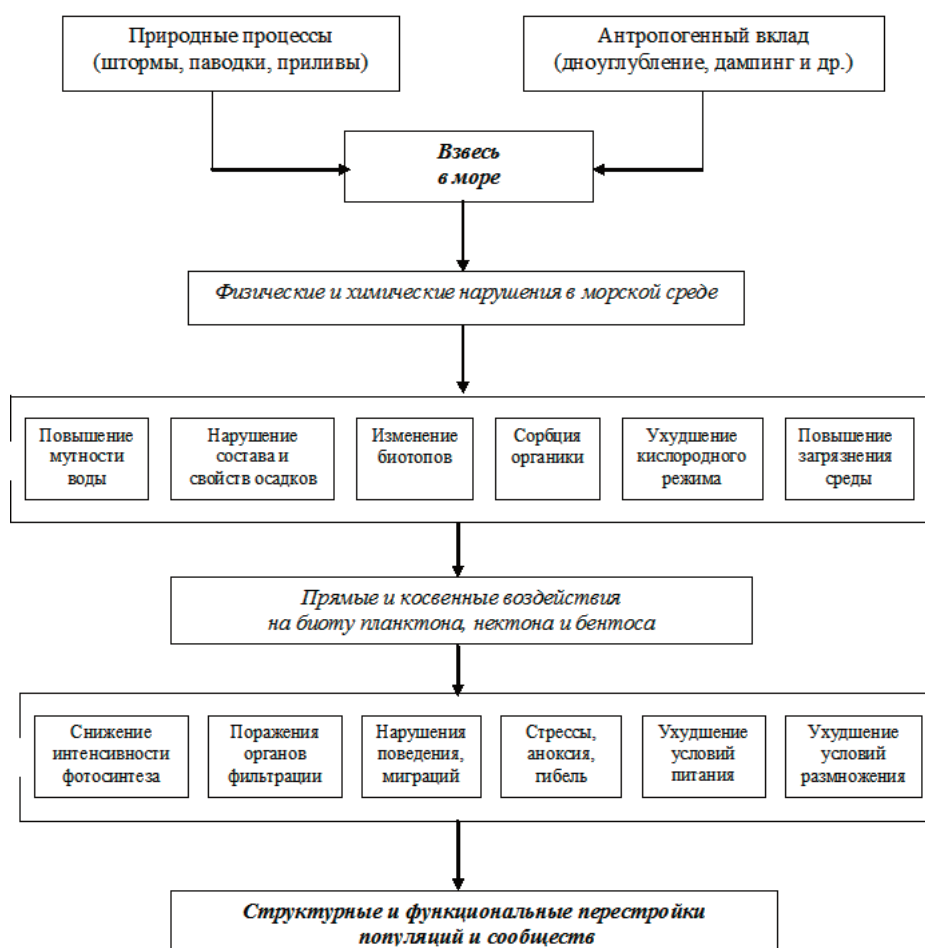 Природные процессы
(штормы, паводки, приливы)
Антропогенный вклад
(дноуглубление, дампинг и др.)
Взвесь
в море
Физические и химические нарушения в морской среде
Повышение
мутности
воды
Нарушение
состава и
свойств осадков
Изменение
биотопов
Сорбция
органики
Ухудшение
кислородного
режима
Повышение
загрязнения
среды
Прямые и косвенные воздействия
на биоту планктона, нектона и бентоса
Снижение
интенсивности
фотосинтеза
Поражения
органов
фильтрации
Нарушения
поведения,
миграций
Стрессы,
аноксия,
гибель
Ухудшение
условий
питания
Ухудшение
условий
размножения
Структурные и функциональные перестройки
популяций и сообществ